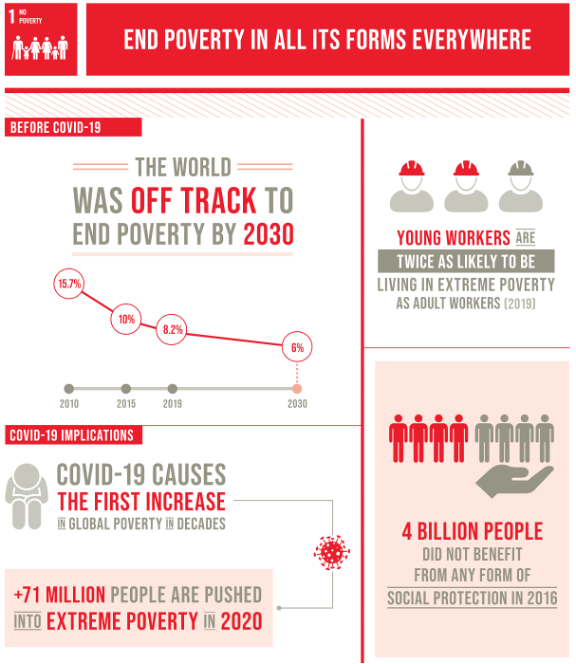 1 NO
POVERTY
END POVERTY IN ALL ITS FORMS EVERYWHERE
BEFORE COVID-19
THE WORLD
WAS OFF TRACK TO
END POVERTY BY 2030
15.7%
10%
8.2%
6%
2010 2015 2019 2030
YOUNG WORKERS ARE
TWICE AS LIKELY TO BE
LIVING IN EXTREME POVERTY
AS ADULT WORKERS (2019)
COVID-19 IMPLICATIONS
COVID-19 CAUSES
THE FIRST INCREASE
IN GLOBAL POVERTY IN DECADES
+71 MILLION PEOPLE ARE PUSHED
INTO EXTREME POVERTY IN 2020
4 BILLION PEOPLE
DID NOT BENEFIT
FROM ANY FORM OF
SOCIAL PROTECTION IN 2016